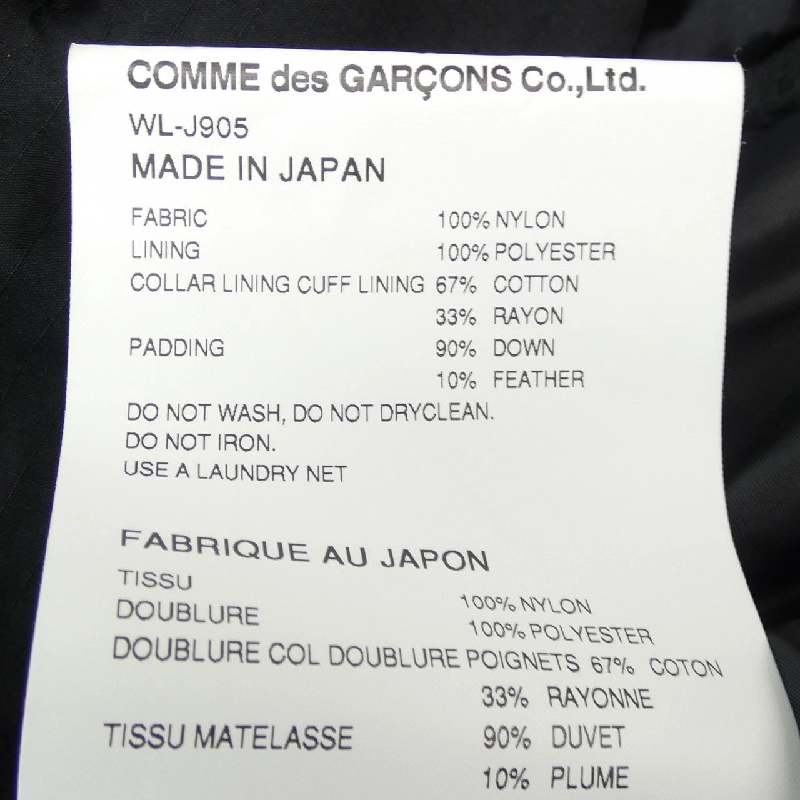 COMME des GARÇONS Co.,Ltd.
WL-J905
MADE IN JAPAN
FABRIC 100% NYLON
LINING 100% POLYESTER
COLLAR LINING CUFF LINING 67% COTTON
33% RAYON
PADDING 90% DOWN
10% FEATHER
DO NOT WASH, DO NOT DRYCLEAN.
DO NOT IRON.
USE A LAUNDRY NET
FABRIQUE AU JAPON
TISSU 100% NYLON
DOUBLURE 100% POLYESTER
DOUBLURE COL DOUBLURE POIGNETS 67% COTON
33% RAYONNE
TISSU MATELASSE 90% DUVET
10% PLUME